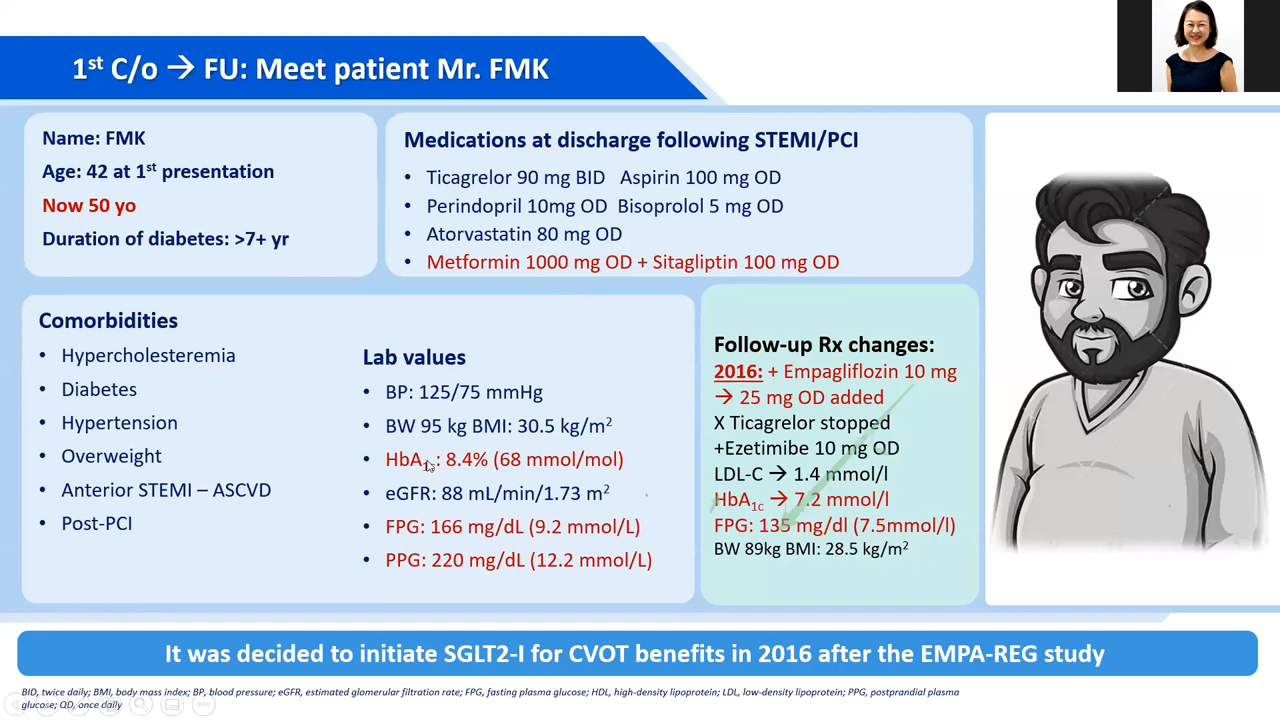 1st C/o → FU: Meet patient Mr. FMK
Name: FMK
Age: 42 at 1st presentation
Now 50 yo
Duration of diabetes: >7+ yr
Medications at discharge following STEMI/PCI
• Ticagrelor 90 mg BID Aspirin 100 mg OD
• Perindopril 10mg OD Bisoprolol 5 mg OD
• Atorvastatin 80 mg OD
• Metformin 1000 mg OD + Sitagliptin 100 mg OD
Comorbidities
• Hypercholesteremia
• Diabetes
• Hypertension
• Overweight
• Anterior STEMI – ASCVD
• Post-PCI
Lab values
• BP: 125/75 mmHg
• BW 95 kg BMI: 30.5 kg/m2
• HbA1c: 8.4% (68 mmol/mol)
• eGFR: 88 mL/min/1.73 m2
• FPG: 166 mg/dL (9.2 mmol/L)
• PPG: 220 mg/dL (12.2 mmol/L)
Follow-up Rx changes:
2016: + Empagliflozin 10 mg
→ 25 mg OD added
X Ticagrelor stopped
+Ezetimibe 10 mg OD
LDL-C → 1.4 mmol/l
HbA1c → 7.2 mmol/l
FPG: 135 mg/dl (7.5mmol/l)
BW 89kg BMI: 28.5 kg/m2
It was decided to initiate SGLT2-I for CVOT benefits in 2016 after the EMPA-REG study
BID, twice daily; BMI, body mass index; BP, blood pressure; eGFR, estimated glomerular filtration rate; FPG, fasting plasma glucose; HDL, high-density lipoprotein; LDL, low-density lipoprotein; PPG, postprandial plasma
glucose; QD, once daily